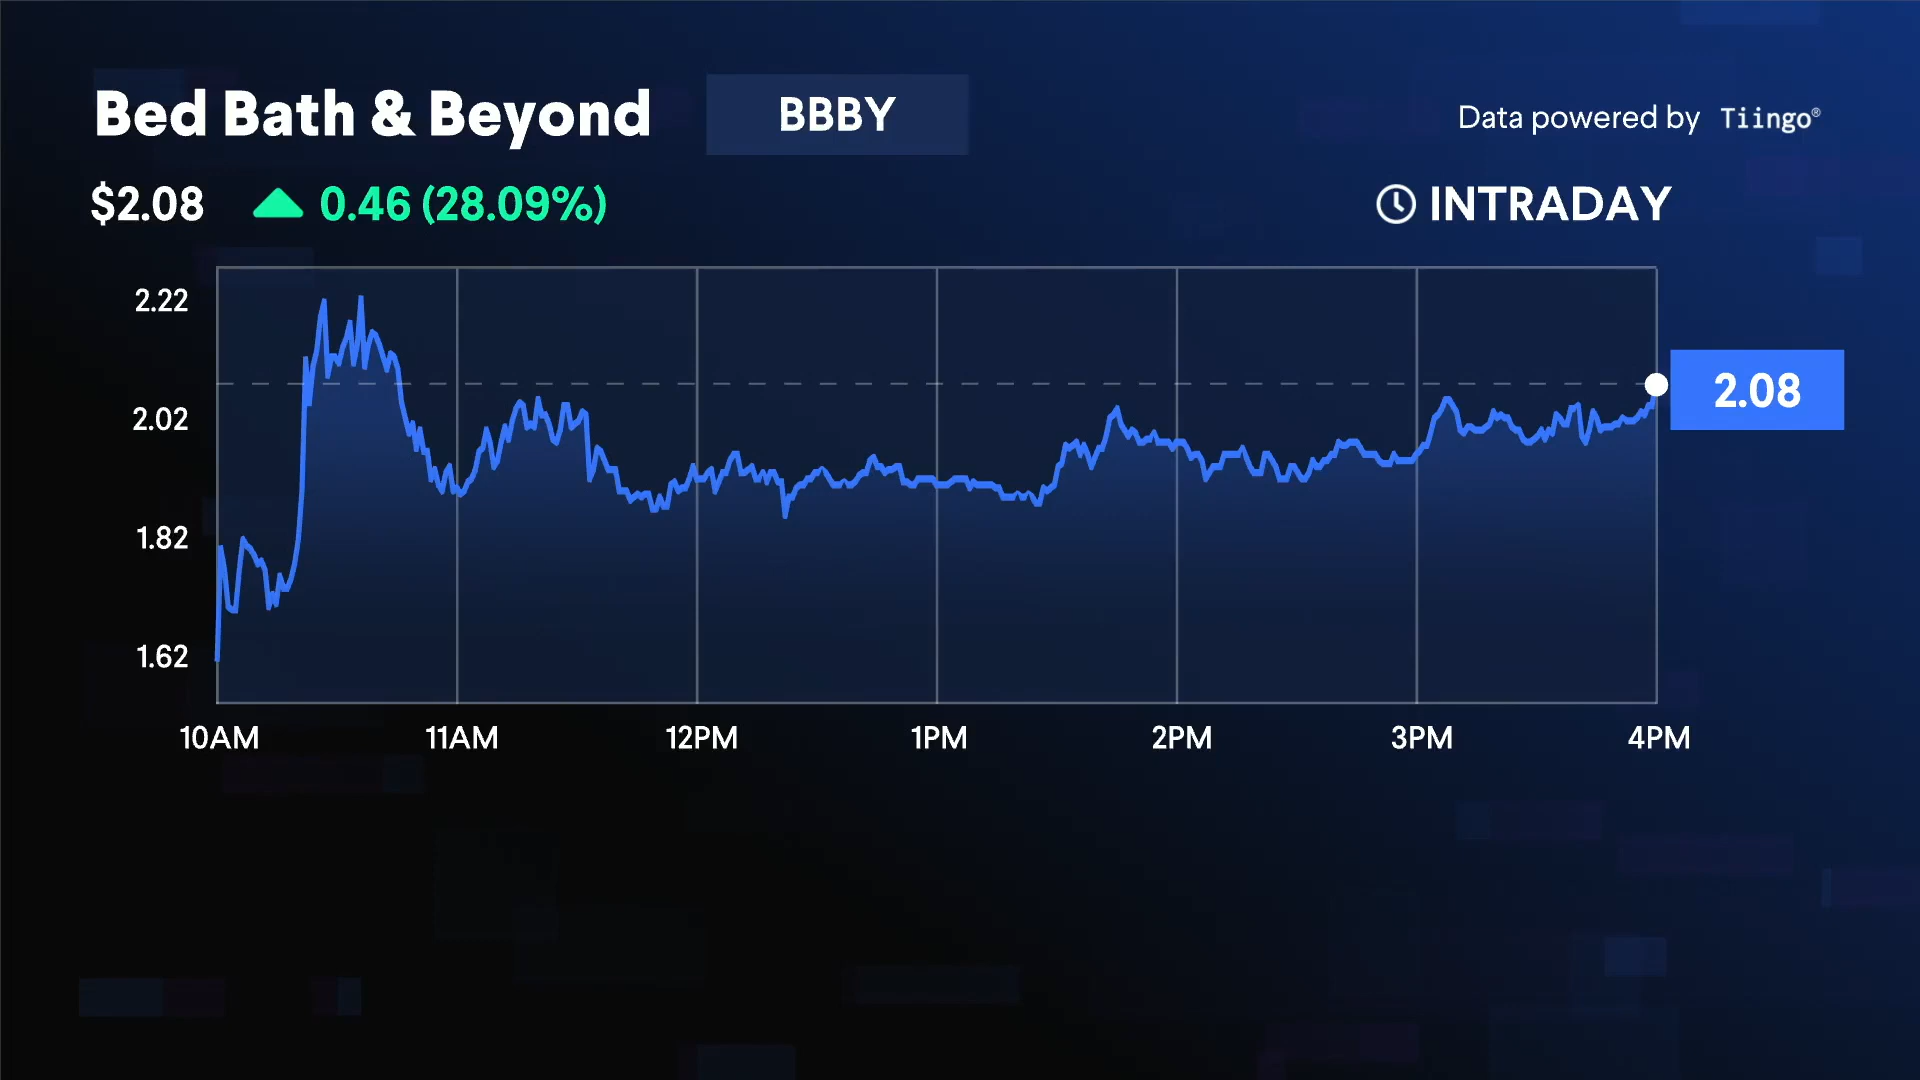 Bed Bath & Beyond
BBBY
Data powered by Tiingo®
$2.08
0.46 (28.09%)
INTRADAY
2.22
2.02
1.82
1.62
2.08
10AM
11AM
12PM
1PM
2PM
3PM
4PM